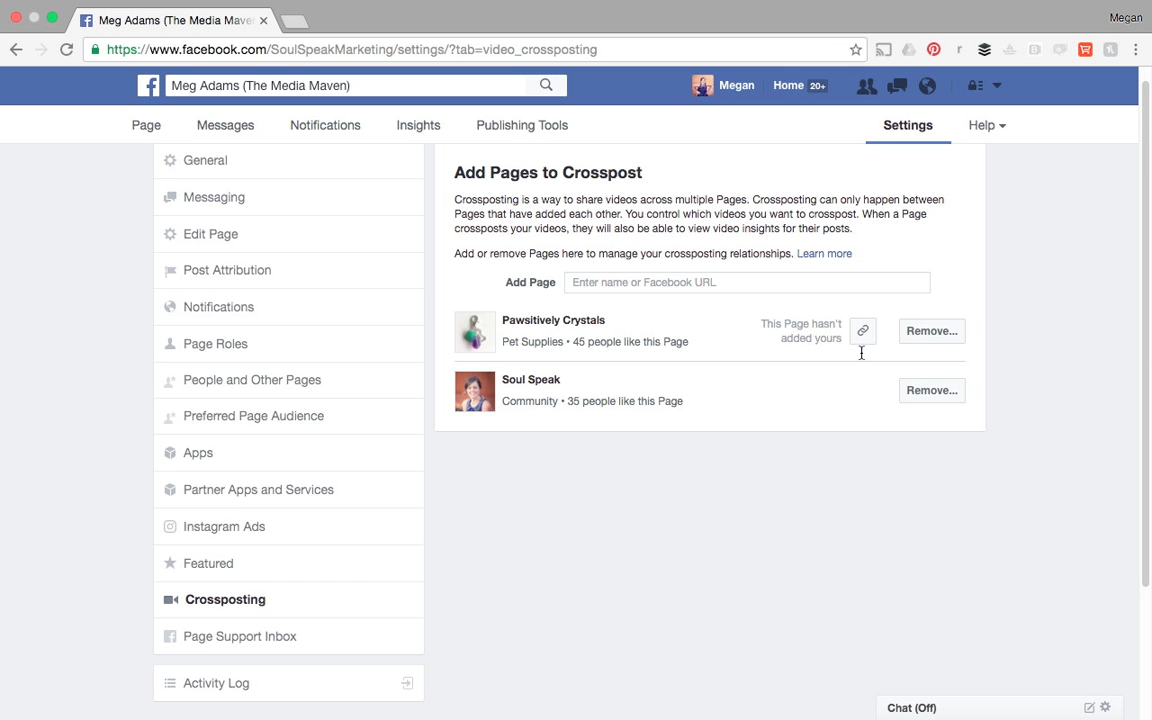 Meg Adams (The Media Mave
Megan
https://www.facebook.com/SoulSpeakMarketing/settings/?tab=video_crossposting
Meg Adams (The Media Maven)
Megan
Home 20+
Page
Messages
Notifications
Insights
Publishing Tools
Settings
Help
General
Messaging
Edit Page
Post Attribution
Notifications
Page Roles
People and Other Pages
Preferred Page Audience
Apps
Partner Apps and Services
Instagram Ads
Featured
Crossposting
Page Support Inbox
Activity Log
Add Pages to Crosspost
Crossposting is a way to share videos across multiple Pages. Crossposting can only happen between
Pages that have added each other. You control which videos you want to crosspost. When a Page
crossposts your videos, they will also be able to view video insights for their posts.
Add or remove Pages here to manage your crossposting relationships. Learn more
Add Page
Enter name or Facebook URL
Pawsitively Crystals
Pet Supplies • 45 people like this Page
This Page hasn't
added yours
Remove...
Soul Speak
Community • 35 people like this Page
Remove...
Chat (Off)